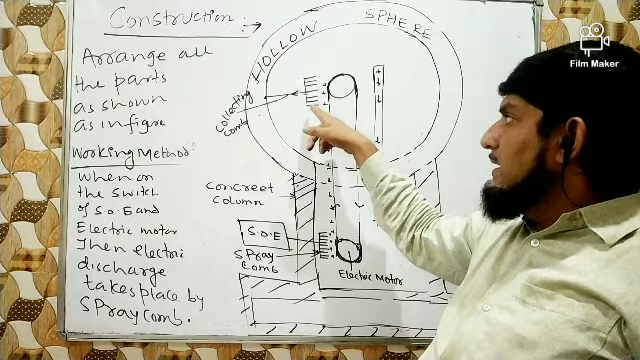 Construction :-
Arrange all
the parts
as shown
as in figure
Working Method:
When on
the switch
of S.O.E and
Electric motor
Then electric
discharge
takes place by
Spray comb.
HOLLOW SPHERE
Collecting
comb
Concreet
column
S.O.E
Spray
comb
Electric Motor
Film Maker